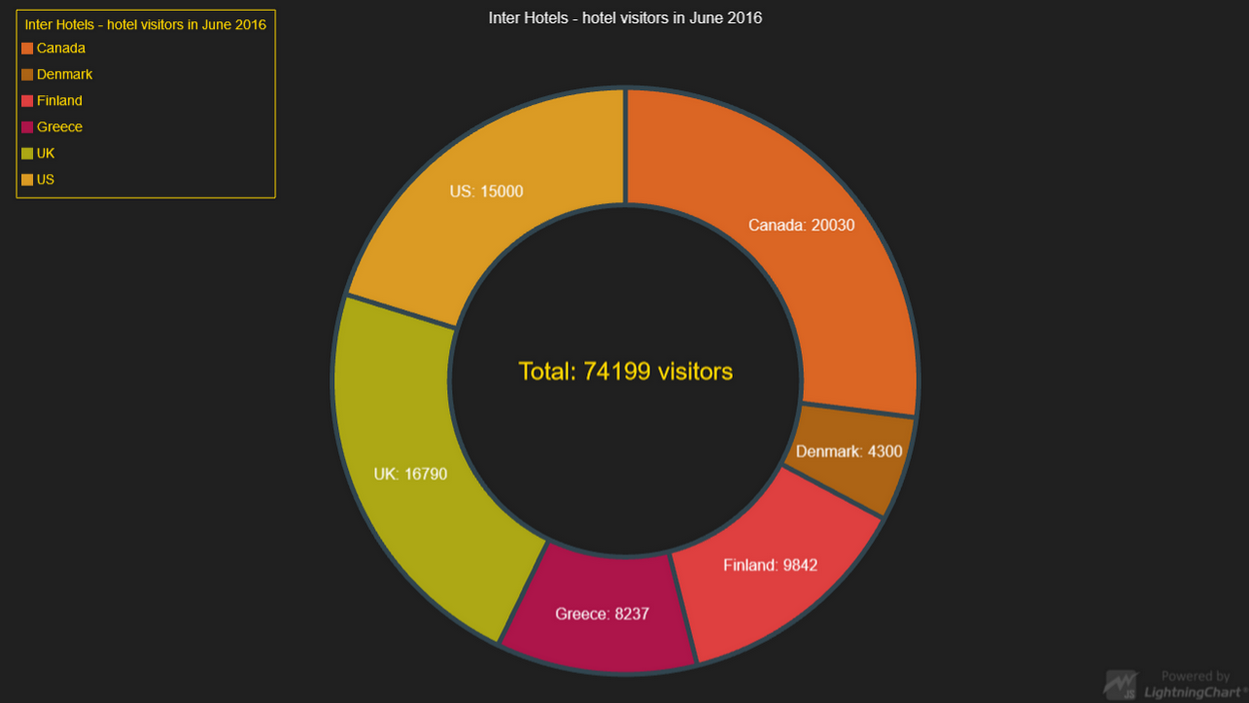 Inter Hotels - hotel visitors in June 2016
Inter Hotels - hotel visitors in June 2016
Canada
Denmark
Finland
Greece
UK
US
US: 15000
Canada: 20030
Total: 74199 visitors
Denmark: 4300
UK: 16790
Finland: 9842
Greece: 8237
Powered by
JS LightningChart®